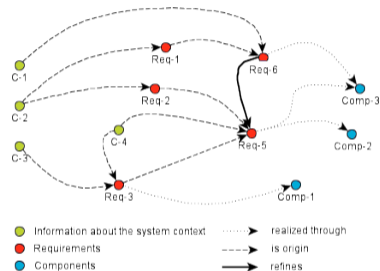 Req-1
Req-6
C-1
Req-2
Comp-3
C-2
C-4
Req-5
Comp-2
C-3
Req-3
Comp-1
Information about the system context
realized through
Requirements
is origin
Components
refines